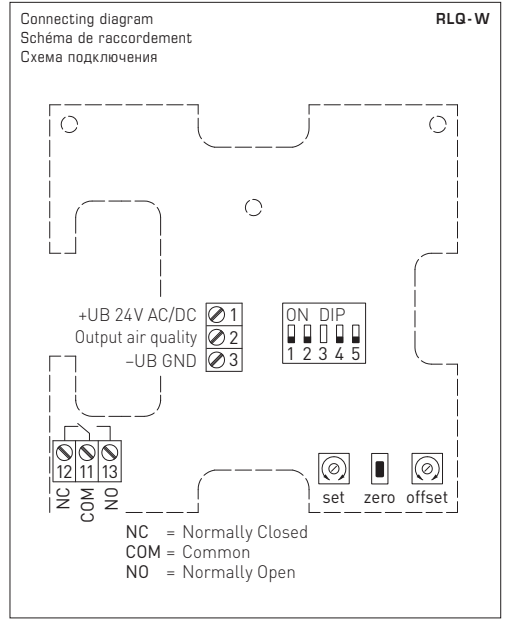 Connecting diagram RLQ-W
Schéma de raccordement
Схема подключения
+UB 24V AC/DC 1
Output air quality 2
–UB GND 3
ON DIP
1 2 3 4 5
12 11 13
NC COM NO
set zero offset
NC = Normally Closed
COM = Common
NO = Normally Open